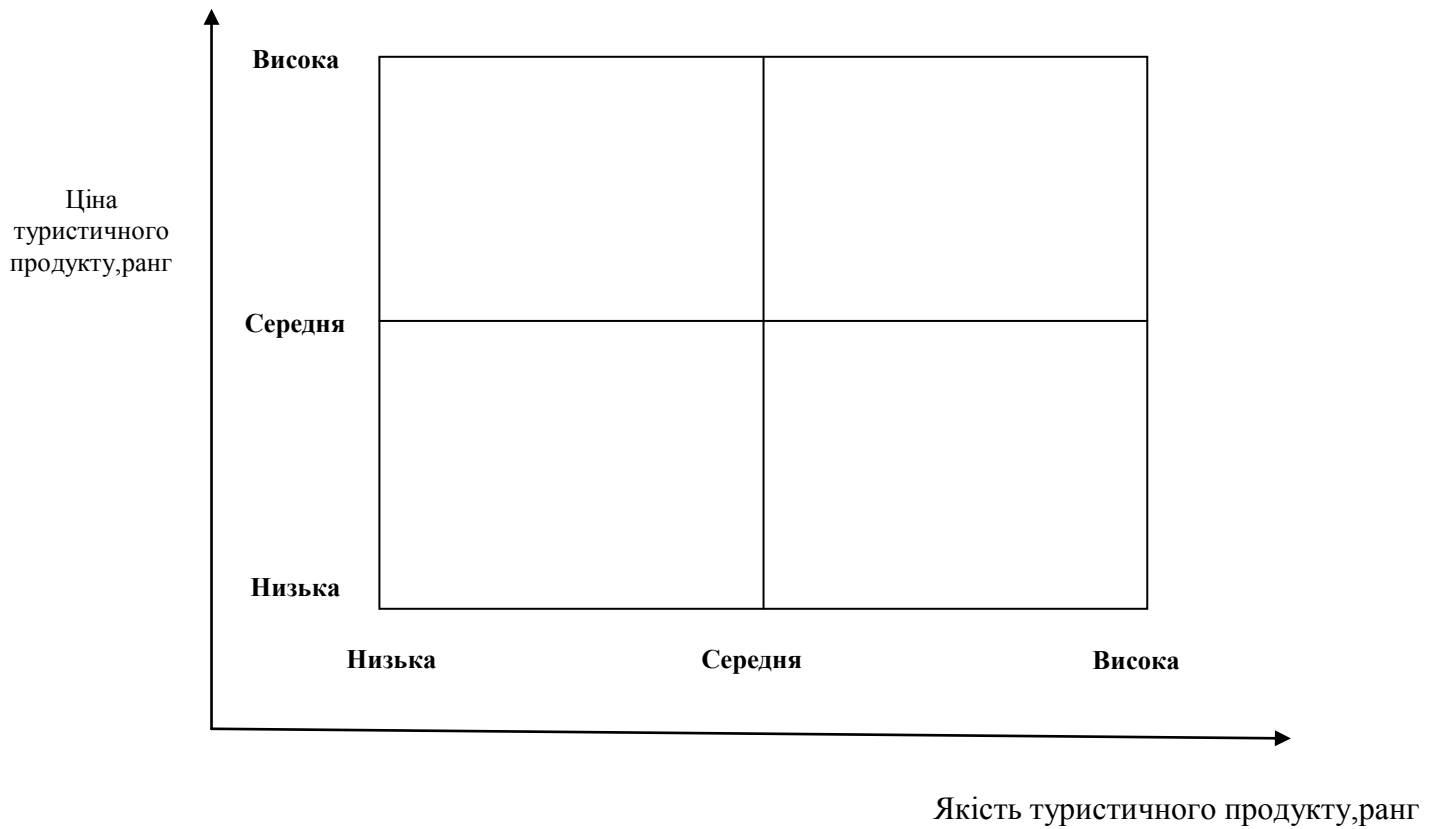 Висока
Ціна
туристичного
продукту,ранг
Середня
Низька
Низька
Середня
Висока
Якість туристичного продукту,ранг